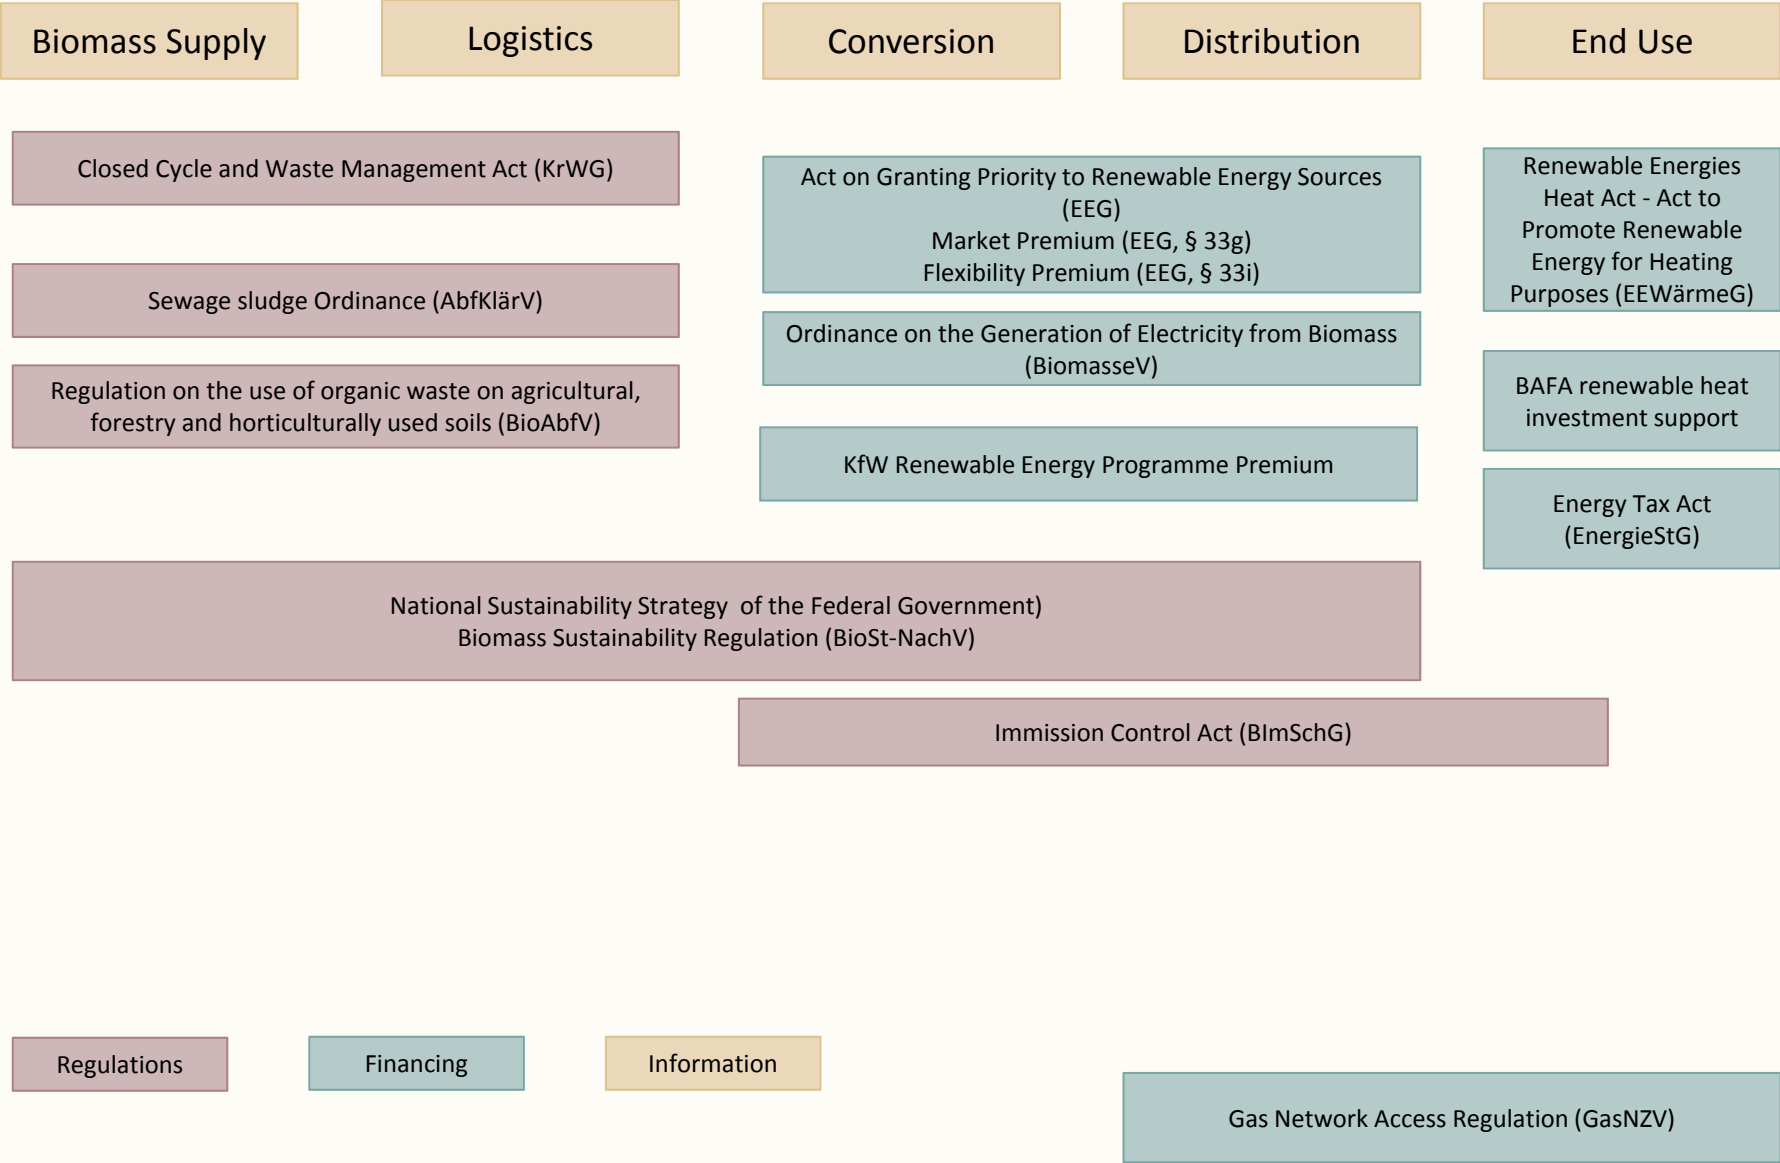 Biomass Supply
Logistics
Conversion
Distribution
End Use
Closed Cycle and Waste Management Act (KrWG)
Sewage sludge Ordinance (AbfKlärV)
Regulation on the use of organic waste on agricultural,
forestry and horticulturally used soils (BioAbfV)
Act on Granting Priority to Renewable Energy Sources
(EEG)
Market Premium (EEG, § 33g)
Flexibility Premium (EEG, § 33i)
Ordinance on the Generation of Electricity from Biomass
(BiomasseV)
KfW Renewable Energy Programme Premium
Renewable Energies
Heat Act - Act to
Promote Renewable
Energy for Heating
Purposes (EEWärmeG)
BAFA renewable heat
investment support
Energy Tax Act
(EnergieStG)
National Sustainability Strategy  of the Federal Government)
Biomass Sustainability Regulation (BioSt-NachV)
Immission Control Act (BImSchG)
Regulations
Financing
Information
Gas Network Access Regulation (GasNZV)